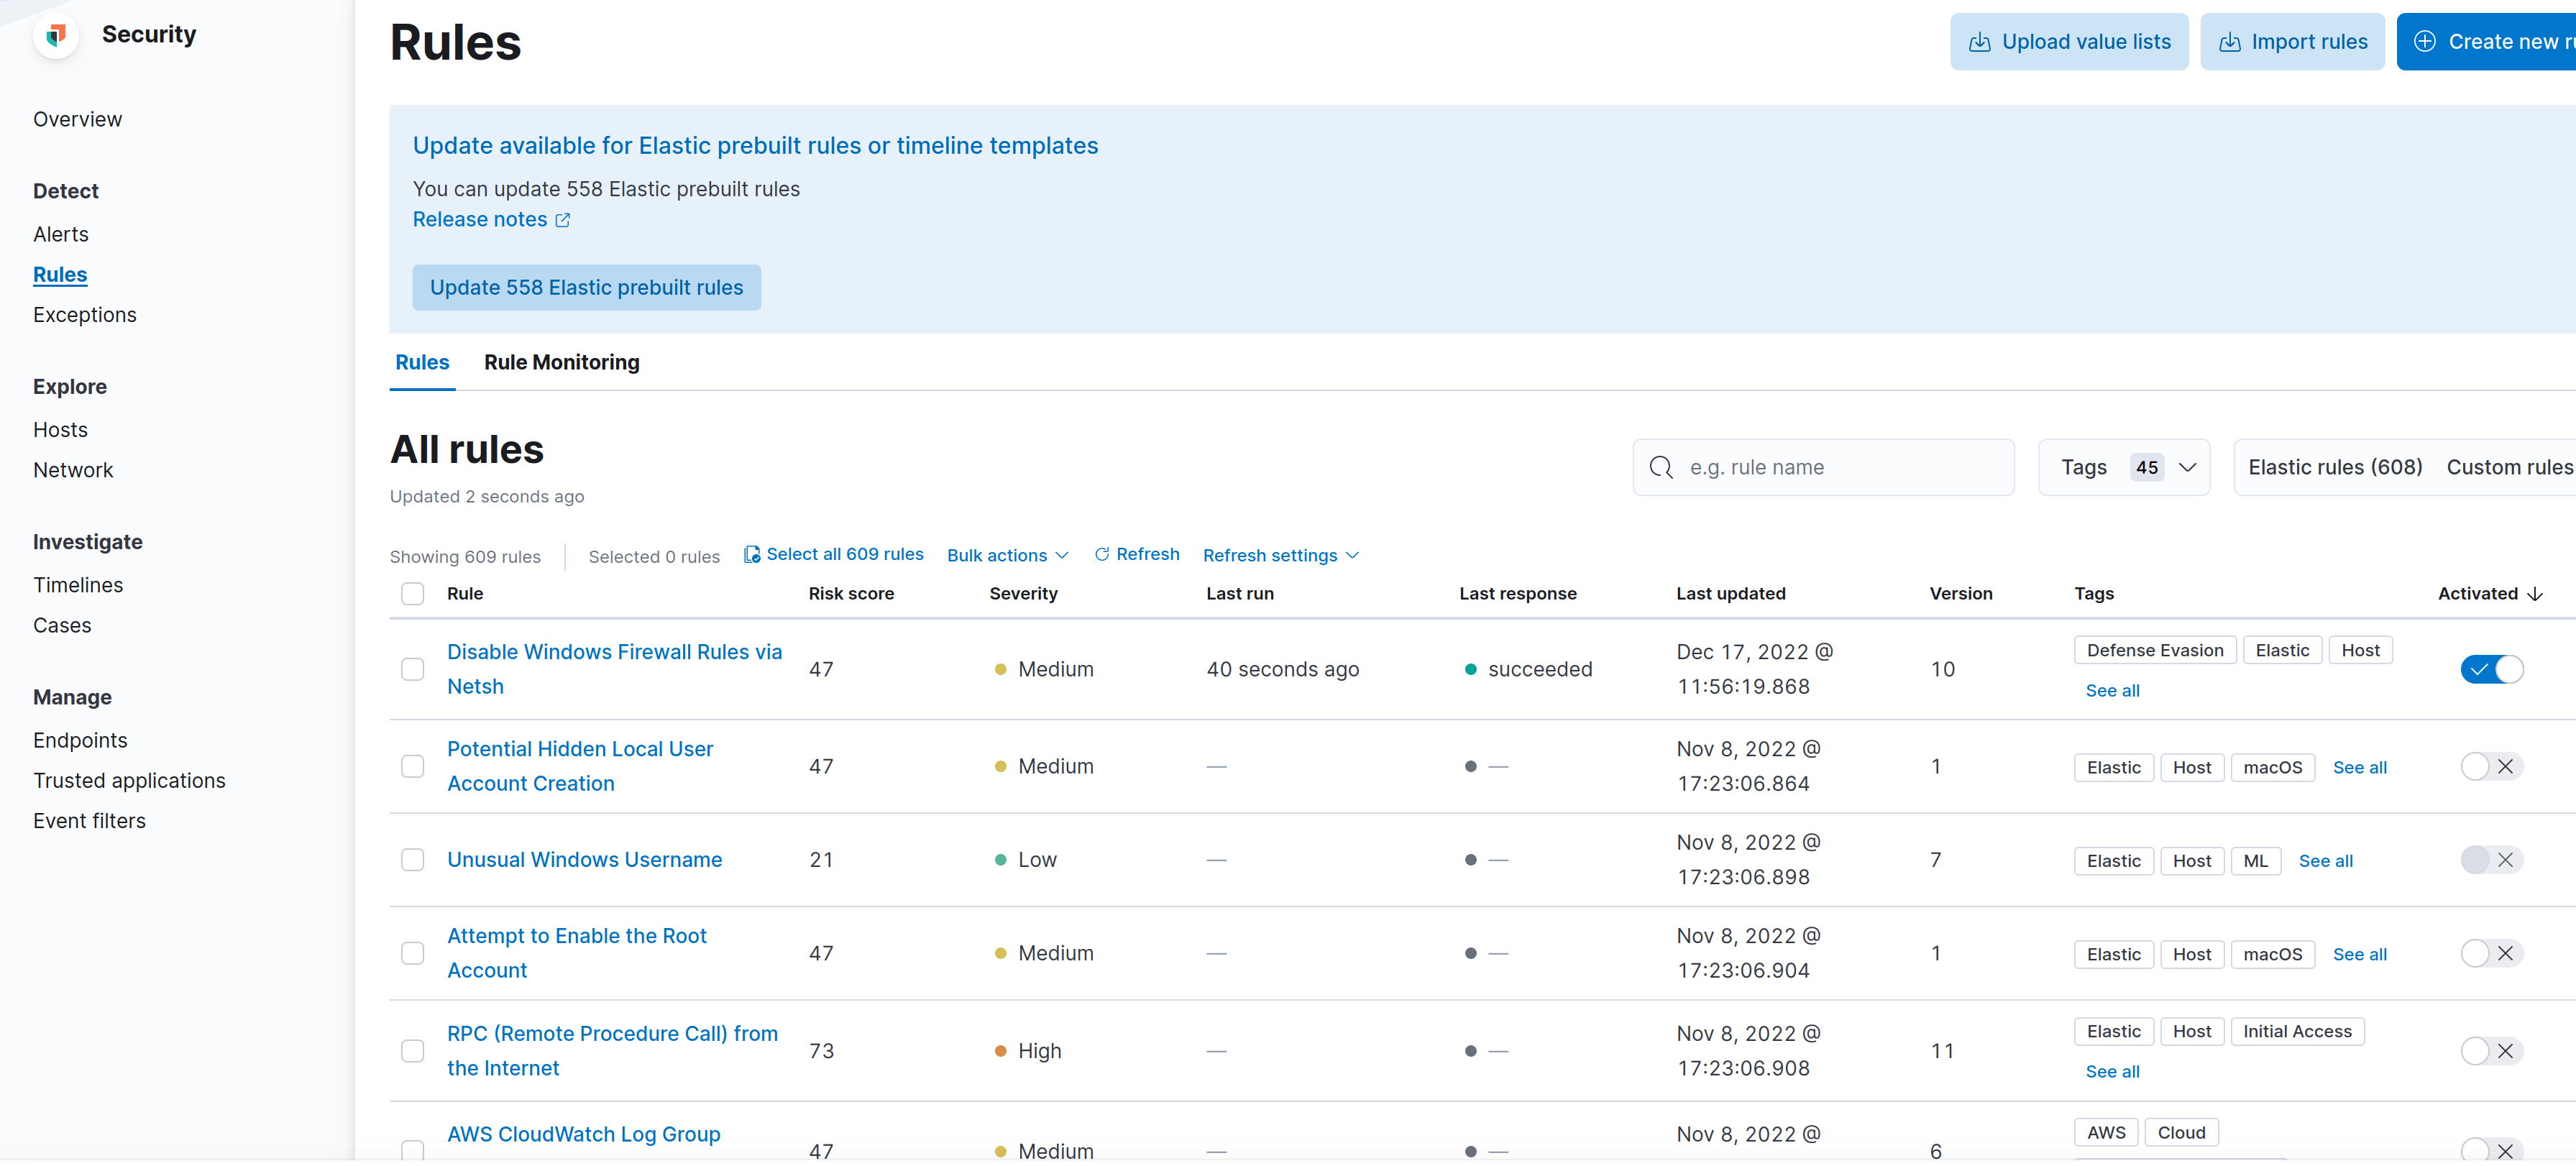 Security
Overview
Detect
Alerts
Rules
Exceptions
Explore
Hosts
Network
Investigate
Timelines
Cases
Manage
Endpoints
Trusted applications
Event filters
Rules
Upload value lists
Import rules
Create new ru
Update available for Elastic prebuilt rules or timeline templates
You can update 558 Elastic prebuilt rules
Release notes
Update 558 Elastic prebuilt rules
Rules Rule Monitoring
All rules
Updated 2 seconds ago
e.g. rule name
Tags 45
Elastic rules (608) Custom rules
Showing 609 rules Selected 0 rules Select all 609 rules Bulk actions Refresh Refresh settings
Rule Risk score Severity Last run Last response Last updated Version Tags Activated
Disable Windows Firewall Rules via
Netsh
47 Medium 40 seconds ago succeeded
Dec 17, 2022 @
11:56:19.868
10
Defense Evasion Elastic Host
See all
Potential Hidden Local User
Account Creation
47 Medium — —
Nov 8, 2022 @
17:23:06.864
1
Elastic Host macOS See all
Unusual Windows Username
21 Low — —
Nov 8, 2022 @
17:23:06.898
7
Elastic Host ML See all
Attempt to Enable the Root
Account
47 Medium — —
Nov 8, 2022 @
17:23:06.904
1
Elastic Host macOS See all
RPC (Remote Procedure Call) from
the Internet
73 High — —
Nov 8, 2022 @
17:23:06.908
11
Elastic Host Initial Access
See all
AWS CloudWatch Log Group
47 Medium — —
Nov 8, 2022 @
6
AWS Cloud